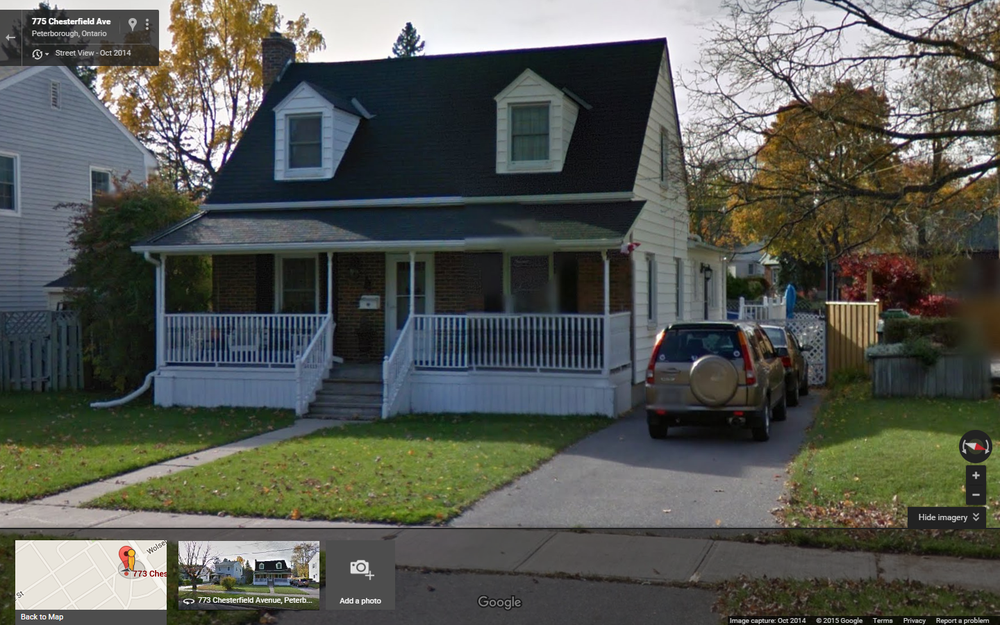 775 Chesterfield Ave
Peterborough, Ontario
Street View - Oct 2014
Hide imagery
Wolse
773 Ches
St
Back to Map
773 Chesterfield Avenue, Peterb...
Add a photo
Google
Image capture: Oct 2014 © 2015 Google Terms Privacy Report a problem